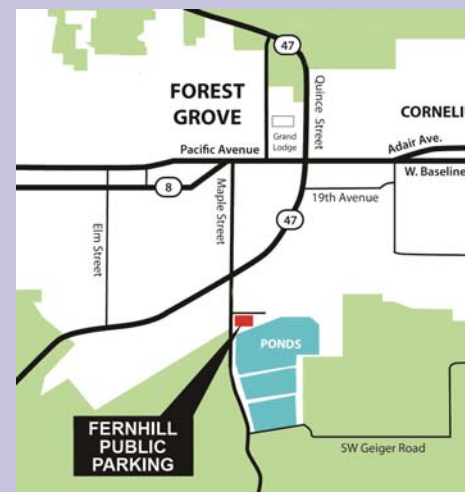 47
FOREST
GROVE
Quince Street
CORNELI
Grand
Lodge
Pacific Avenue
Adair Ave.
W. Baseline
8
Maple Street
19th Avenue
47
Elm Street
PONDS
FERNHILL
PUBLIC
PARKING
SW Geiger Road